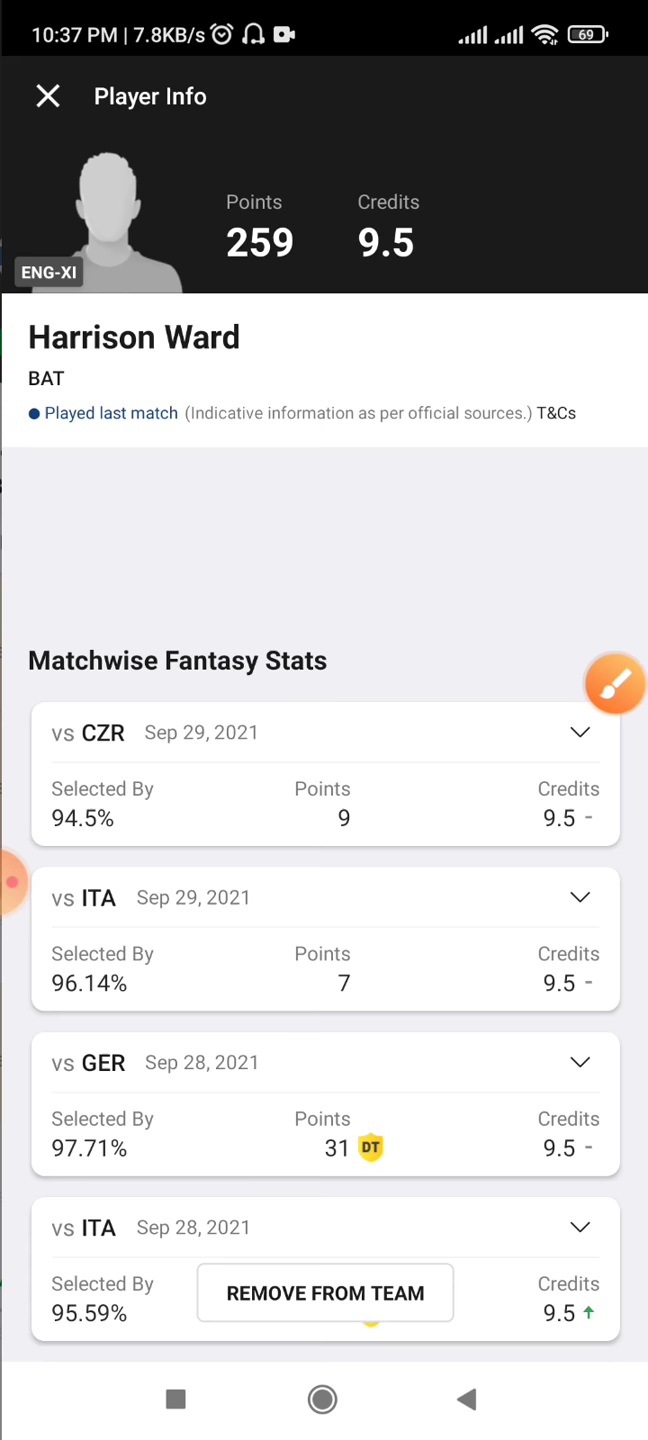 10:37 PM | 7.8KB/s
69
Player Info
Points
Credits
259
9.5
ENG-XI
Harrison Ward
BAT
Played last match (Indicative information as per official sources.) T&Cs
Matchwise Fantasy Stats
vs CZR Sep 29, 2021
Selected By Points Credits
94.5% 9 9.5 -
vs ITA Sep 29, 2021
Selected By Points Credits
96.14% 7 9.5 -
vs GER Sep 28, 2021
Selected By Points Credits
97.71% 31 DT 9.5 -
vs ITA Sep 28, 2021
Selected By Credits
REMOVE FROM TEAM
95.59% 9.5